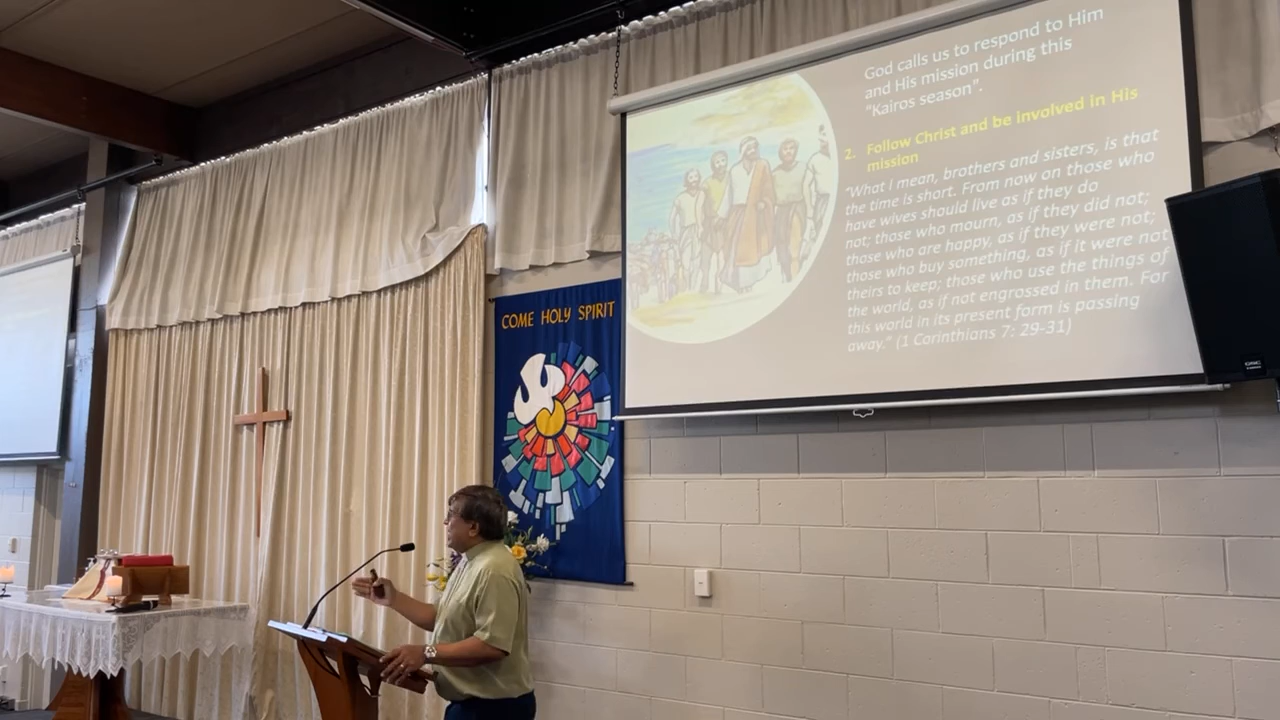 God calls us to respond to Him
and His mission during this
“Kairos season”.
2. Follow Christ and be involved in His
mission
“What I mean, brothers and sisters, is that
the time is short. From now on those who
have wives should live as if they do
not; those who mourn, as if they did not;
those who are happy, as if they were not;
those who buy something, as if it were not
theirs to keep; those who use the things of
the world, as if not engrossed in them. For
this world in its present form is passing
away.” (1 Corinthians 7: 29-31)
COME HOLY SPIRIT
QSC